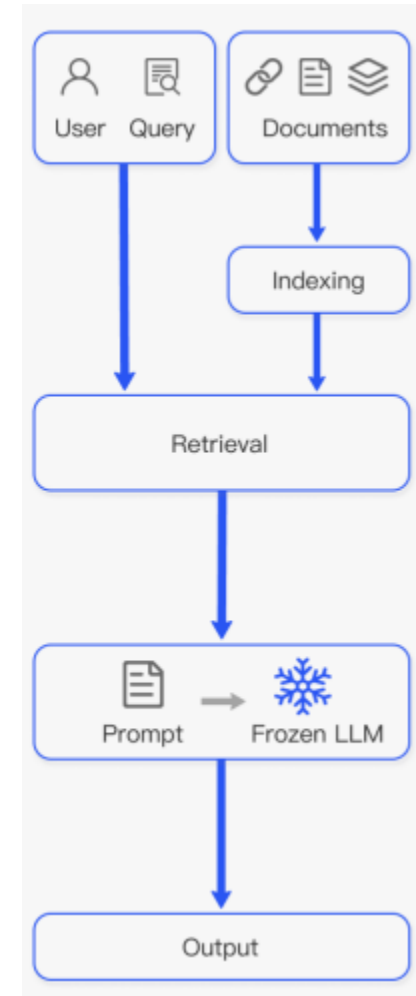 User Query
Documents
Indexing
Retrieval
Prompt
Frozen LLM
Output